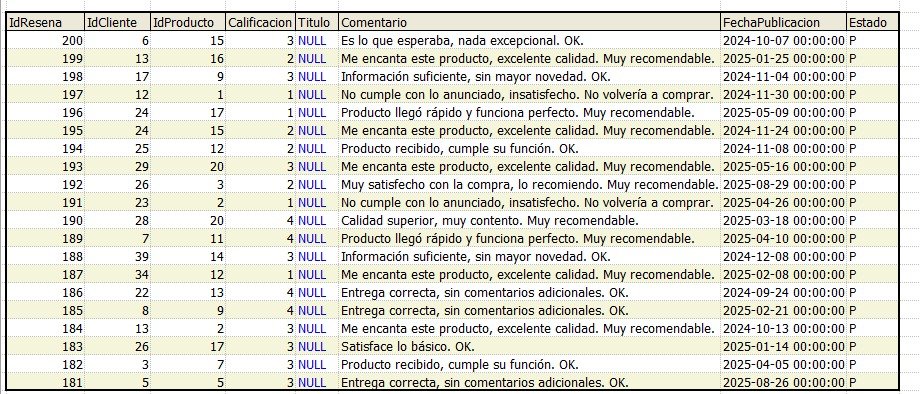 IdResena IdCliente IdProducto Calificacion Titulo Comentario FechaPublicacion Estado
200 6 15 3 NULL Es lo que esperaba, nada excepcional. OK. 2024-10-07 00:00:00 P
199 13 16 2 NULL Me encanta este producto, excelente calidad. Muy recomendable. 2025-01-25 00:00:00 P
198 17 9 3 NULL Información suficiente, sin mayor novedad. OK. 2024-11-04 00:00:00 P
197 12 1 1 NULL No cumple con lo anunciado, insatisfecho. No volvería a comprar. 2024-11-30 00:00:00 P
196 24 17 1 NULL Producto llegó rápido y funciona perfecto. Muy recomendable. 2025-05-09 00:00:00 P
195 24 15 2 NULL Me encanta este producto, excelente calidad. Muy recomendable. 2024-11-24 00:00:00 P
194 25 12 2 NULL Producto recibido, cumple su función. OK. 2024-11-08 00:00:00 P
193 29 20 3 NULL Me encanta este producto, excelente calidad. Muy recomendable. 2025-05-16 00:00:00 P
192 26 3 2 NULL Muy satisfecho con la compra, lo recomiendo. Muy recomendable. 2025-08-29 00:00:00 P
191 23 2 1 NULL No cumple con lo anunciado, insatisfecho. No volvería a comprar. 2025-04-26 00:00:00 P
190 28 20 4 NULL Calidad superior, muy contento. Muy recomendable. 2025-03-18 00:00:00 P
189 7 11 4 NULL Producto llegó rápido y funciona perfecto. Muy recomendable. 2025-04-10 00:00:00 P
188 39 14 3 NULL Información suficiente, sin mayor novedad. OK. 2024-12-08 00:00:00 P
187 34 12 1 NULL Me encanta este producto, excelente calidad. Muy recomendable. 2025-02-08 00:00:00 P
186 22 13 4 NULL Entrega correcta, sin comentarios adicionales. OK. 2024-09-24 00:00:00 P
185 8 9 4 NULL Entrega correcta, sin comentarios adicionales. OK. 2025-02-21 00:00:00 P
184 13 2 3 NULL Me encanta este producto, excelente calidad. Muy recomendable. 2024-10-13 00:00:00 P
183 26 17 3 NULL Satisface lo básico. OK. 2025-01-14 00:00:00 P
182 3 7 3 NULL Producto recibido, cumple su función. OK. 2025-04-05 00:00:00 P
181 5 5 3 NULL Entrega correcta, sin comentarios adicionales. OK. 2025-08-26 00:00:00 P